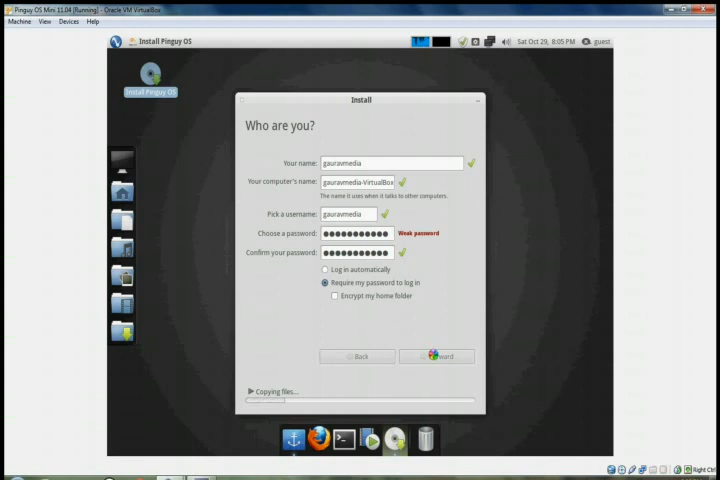 Pinguy OS Mini 11.04 [Running] - Oracle VM VirtualBox
Machine View Devices Help
Install Pinguy OS
Sat Oct 29, 8:05 PM guest
Install Pinguy OS
Install
Who are you?
Your name: gauravmedia
Your computer's name: gauravmedia-VirtualBox
The name it uses when it talks to other computers.
Pick a username: gauravmedia
Choose a password: Weak password
Confirm your password:
Log in automatically
Require my password to log in
Encrypt my home folder
Back
Copying files...
Right Ctrl